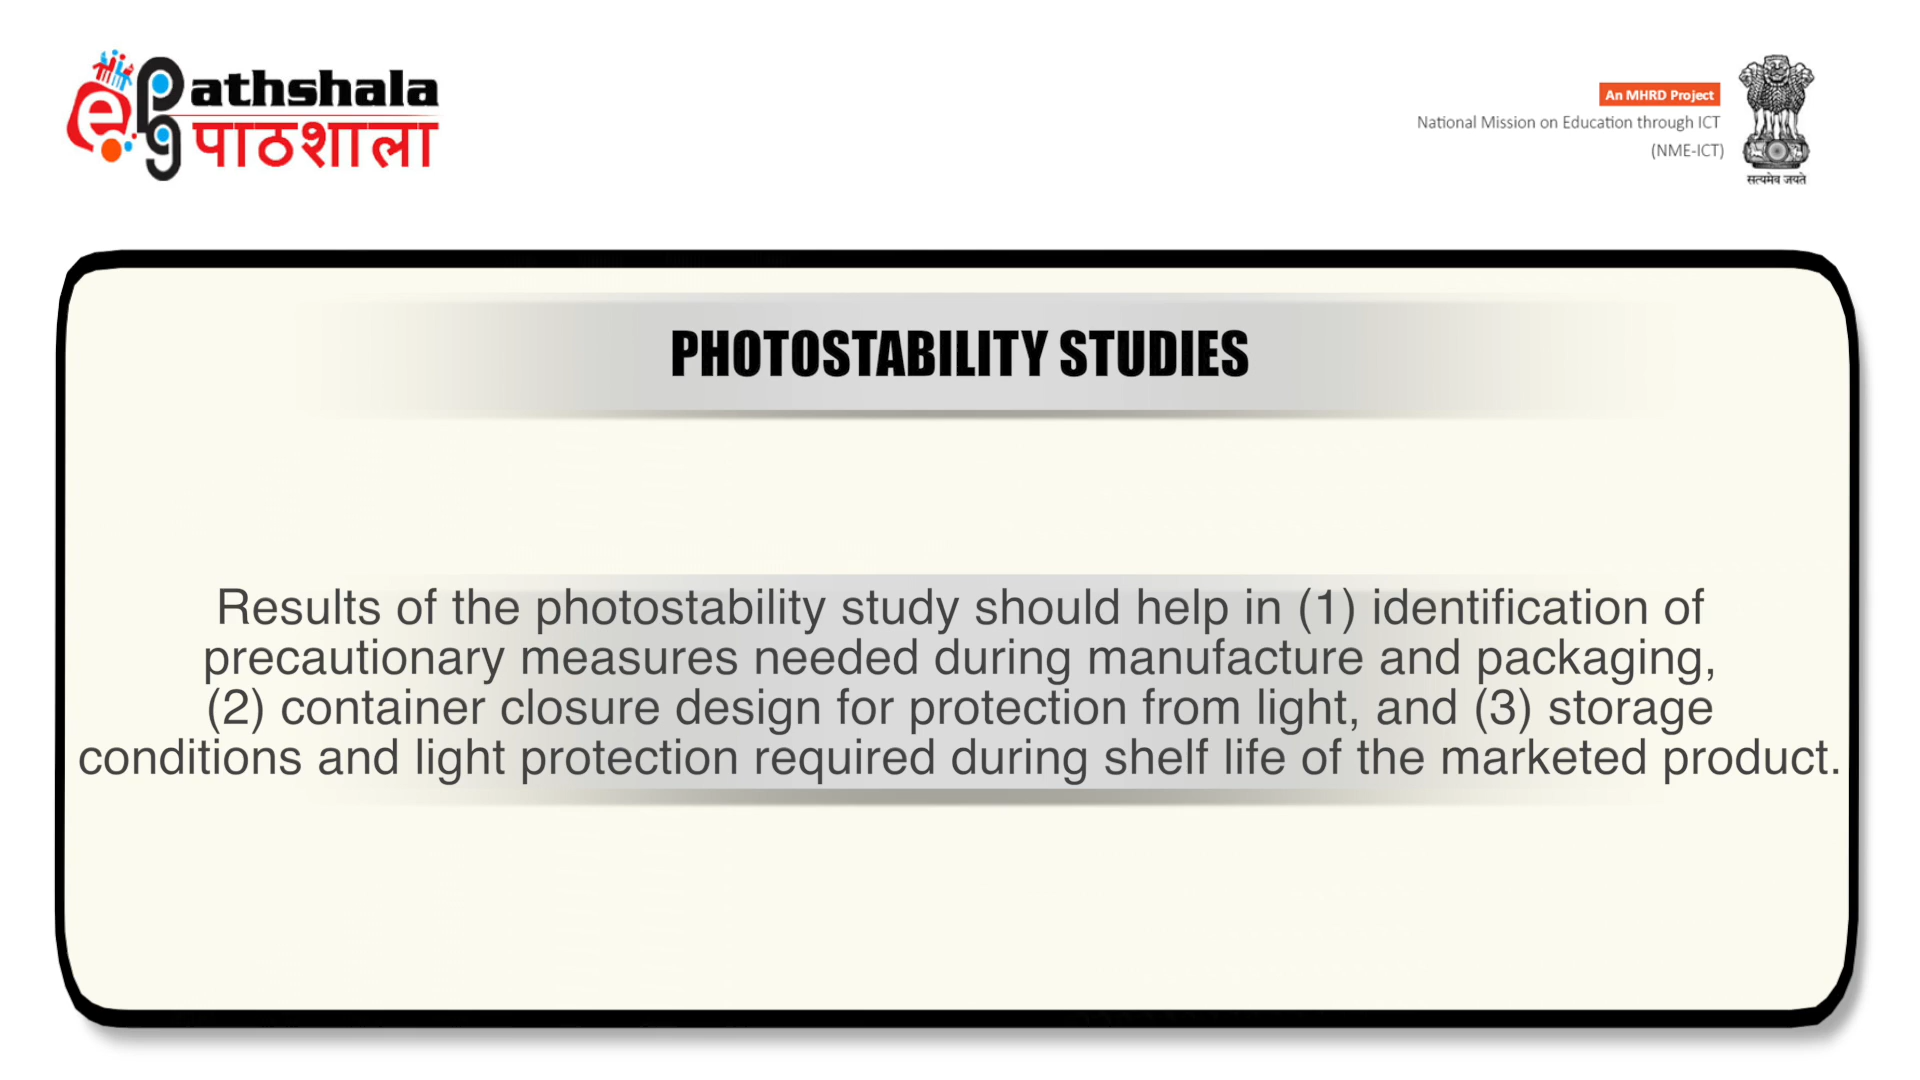 e
pg
athshala
पाठशाला
An MHRD Project
National Mission on Education through ICT
(NME-ICT)
सत्यमेव जयते
PHOTOSTABILITY STUDIES
Results of the photostability study should help in (1) identification of
precautionary measures needed during manufacture and packaging,
(2) container closure design for protection from light, and (3) storage
conditions and light protection required during shelf life of the marketed product.